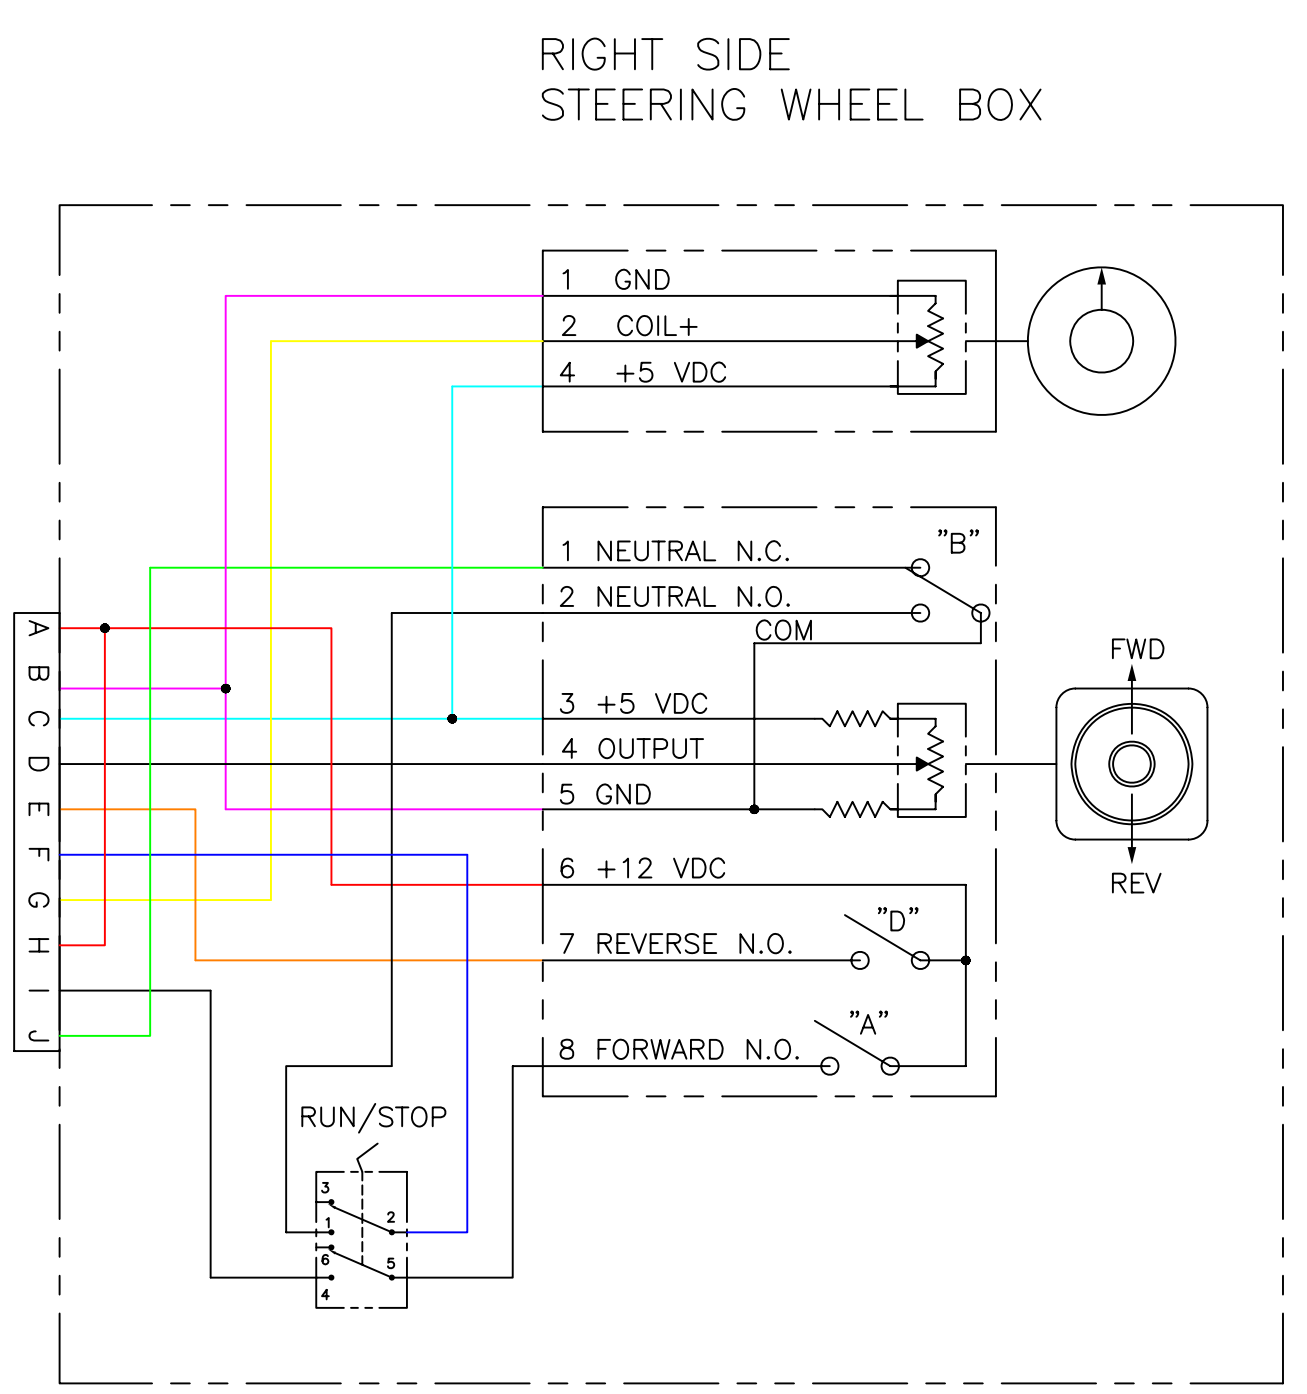 RIGHT SIDE
STEERING WHEEL BOX
1 GND
2 COIL+
4 +5 VDC
"B"
1 NEUTRAL N.C.
2 NEUTRAL N.O.
COM
3 +5 VDC
4 OUTPUT
5 GND
6 +12 VDC
"D"
7 REVERSE N.O.
"A"
8 FORWARD N.O.
FWD
REV
A
B
C
D
E
F
G
H
I
J
RUN/STOP
3
1
2
6
5
4